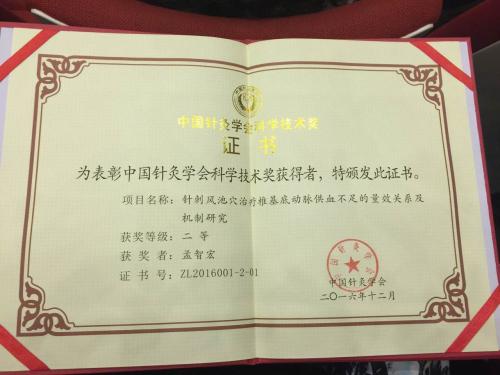 中国针灸学会科学技术奖
证书
为表彰中国针灸学会科学技术奖获得者，特颁发此证书。
项目名称：针刺风池穴治疗椎基底动脉供血不足的量效关系及
机制研究
获奖等级：二等
获奖者：孟智宏
证书号：ZL2016001-2-01
中国针灸学会
二〇一六年十二月